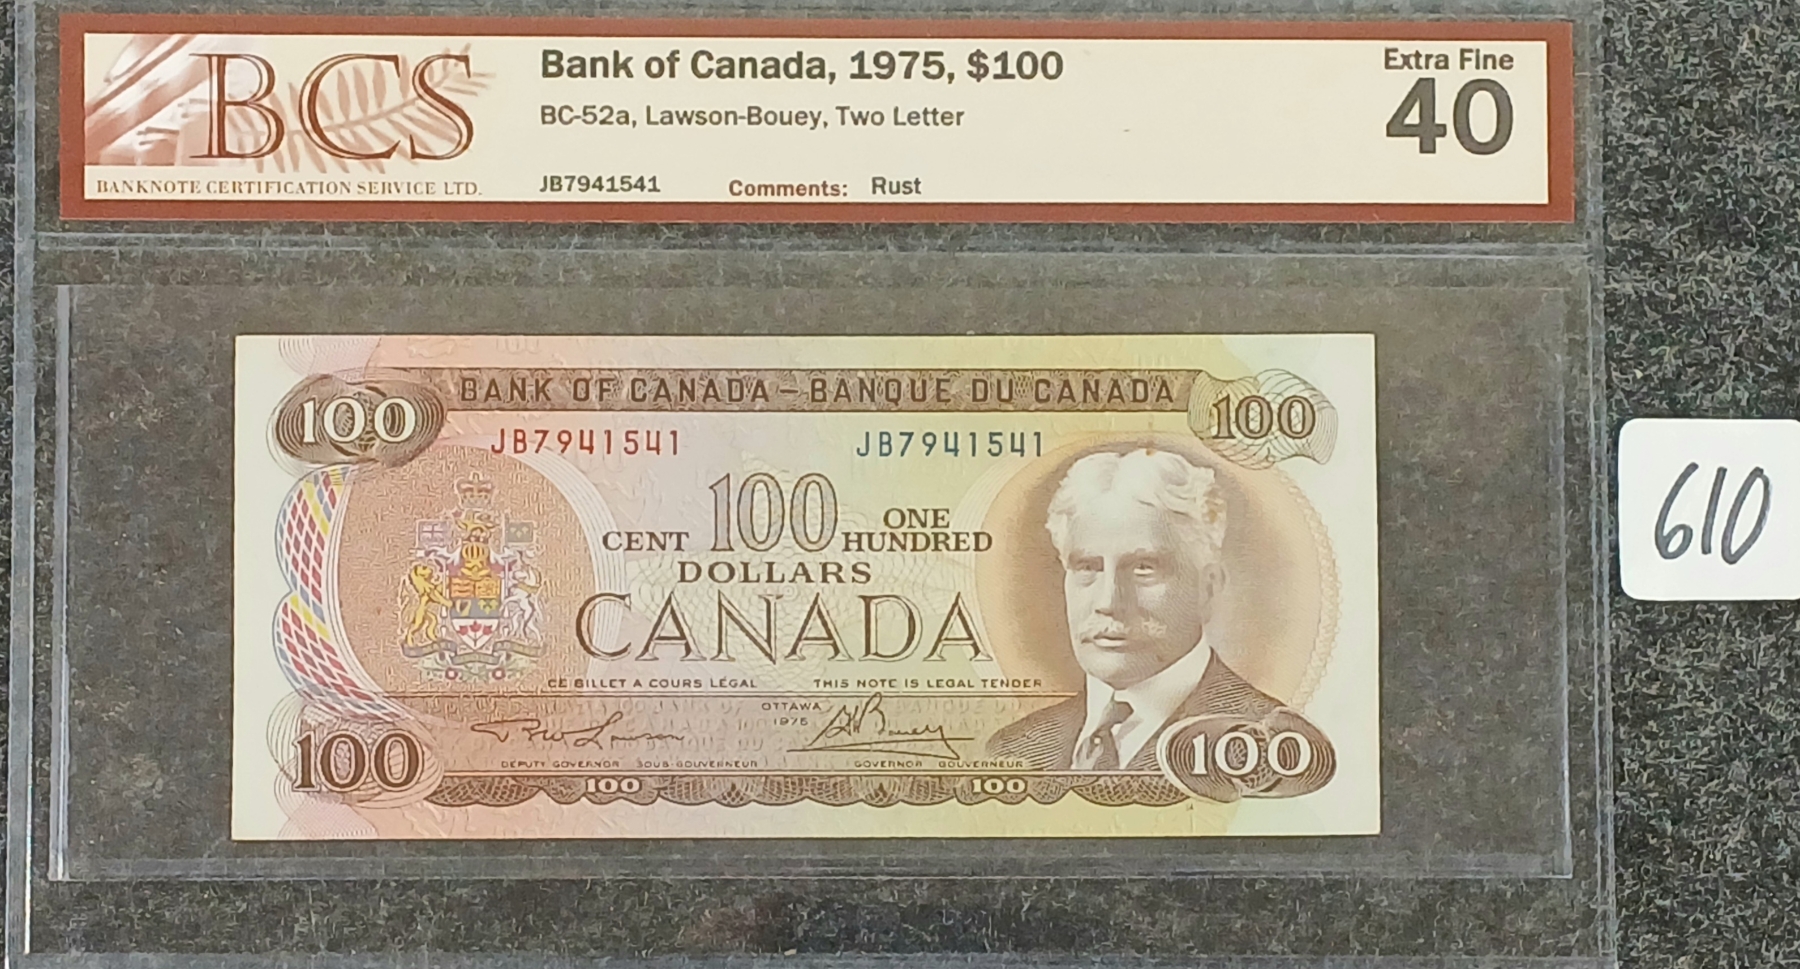 BCS
BANKNOTE CERTIFICATION SERVICE LTD.
Bank of Canada, 1975, $100
BC-52a, Lawson-Bouey, Two Letter
JB7941541 Comments: Rust
Extra Fine
40
BANK OF CANADA – BANQUE DU CANADA
100 100
JB7941541 JB7941541
CENT 100 ONE HUNDRED
DOLLARS
CANADA
CE BILLET A COURS LÉGAL THIS NOTE IS LEGAL TENDER
OTTAWA
1975
DEPUTY GOVERNOR SOUS-GOUVERNEUR GOVERNOR GOUVERNEUR
100 100 100 100
610